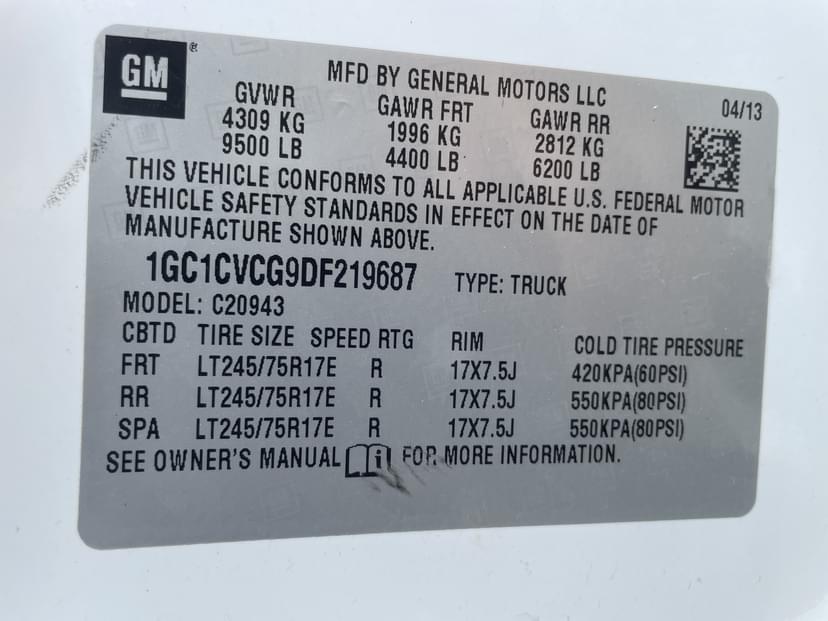 GM®
MFD BY GENERAL MOTORS LLC
04/13
GVWR GAWR FRT GAWR RR
4309 KG 1996 KG 2812 KG
9500 LB 4400 LB 6200 LB
THIS VEHICLE CONFORMS TO ALL APPLICABLE U.S. FEDERAL MOTOR
VEHICLE SAFETY STANDARDS IN EFFECT ON THE DATE OF
MANUFACTURE SHOWN ABOVE.
1GC1CVCG9DF219687 TYPE: TRUCK
MODEL: C20943
CBTD TIRE SIZE SPEED RTG RIM COLD TIRE PRESSURE
FRT LT245/75R17E R 17X7.5J 420KPA(60PSI)
RR LT245/75R17E R 17X7.5J 550KPA(80PSI)
SPA LT245/75R17E R 17X7.5J 550KPA(80PSI)
SEE OWNER'S MANUAL i FOR MORE INFORMATION.